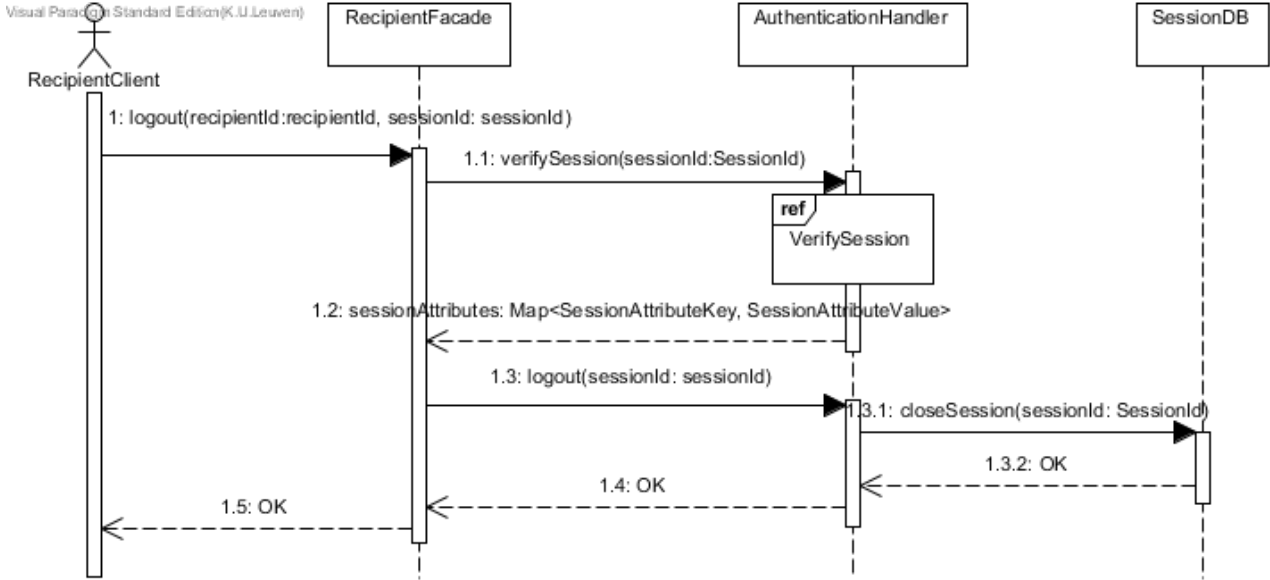 Visual Paradigm Standard Edition(K.U.Leuven)
RecipientClient
RecipientFacade
AuthenticationHandler
SessionDB
1: logout(recipientId:recipientId, sessionId: sessionId)
1.1: verifySession(sessionId:SessionId)
ref
VerifySession
1.2: sessionAttributes: Map<SessionAttributeKey, SessionAttributeValue>
1.3: logout(sessionId: sessionId)
1.3.1: closeSession(sessionId: SessionId)
1.3.2: OK
1.4: OK
1.5: OK